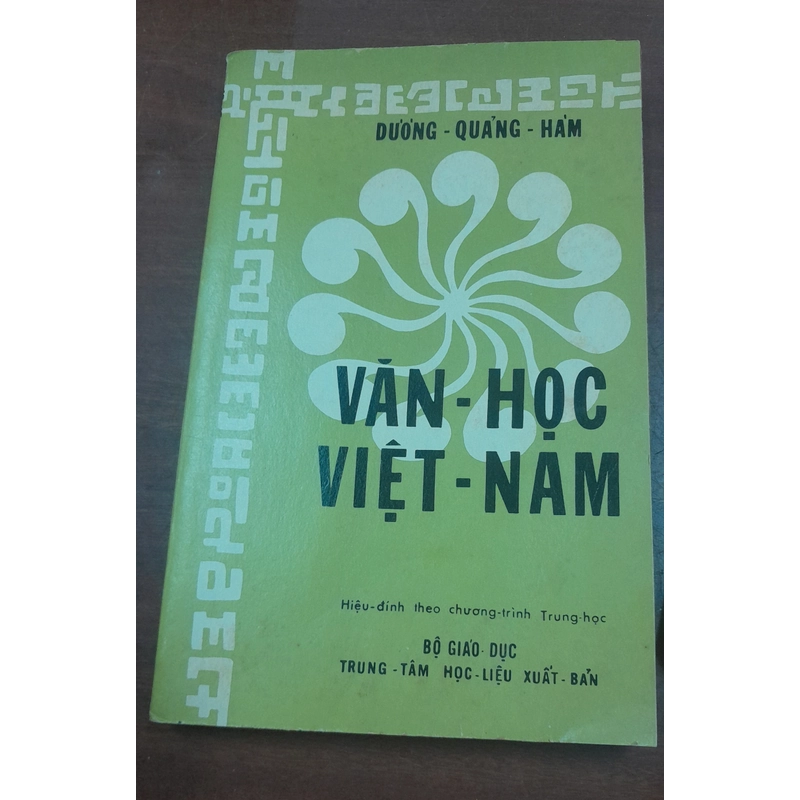 DƯƠNG - QUẢNG - HÀM
VĂN - HỌC
VIỆT - NAM
Hiệu-đính theo chương-trình Trung-học
BỘ GIÁO - DỤC
TRUNG - TÂM HỌC - LIỆU XUẤT - BẢN